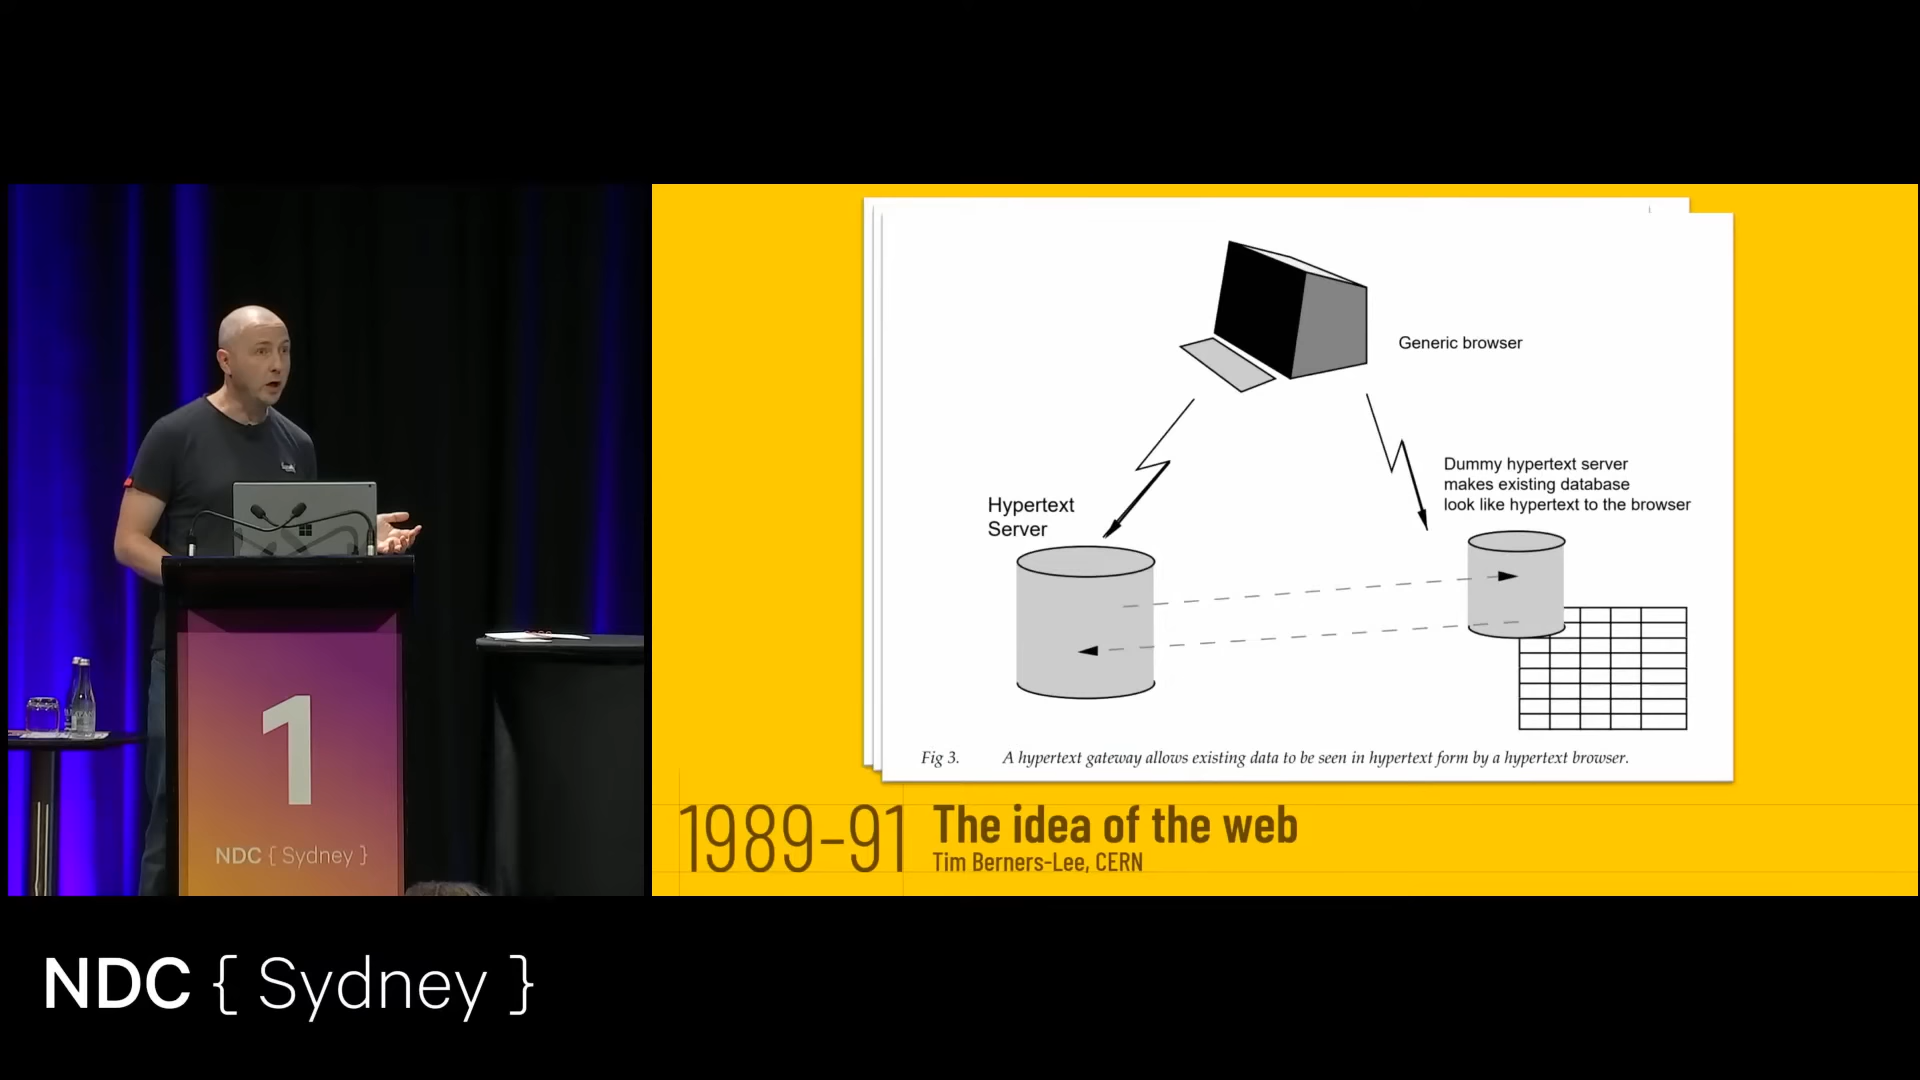 1
NDC { Sydney }
Generic browser
Hypertext
Server
Dummy hypertext server
makes existing database
look like hypertext to the browser
Fig 3. A hypertext gateway allows existing data to be seen in hypertext form by a hypertext browser.
1989-91
The idea of the web
Tim Berners-Lee, CERN
NDC { Sydney }